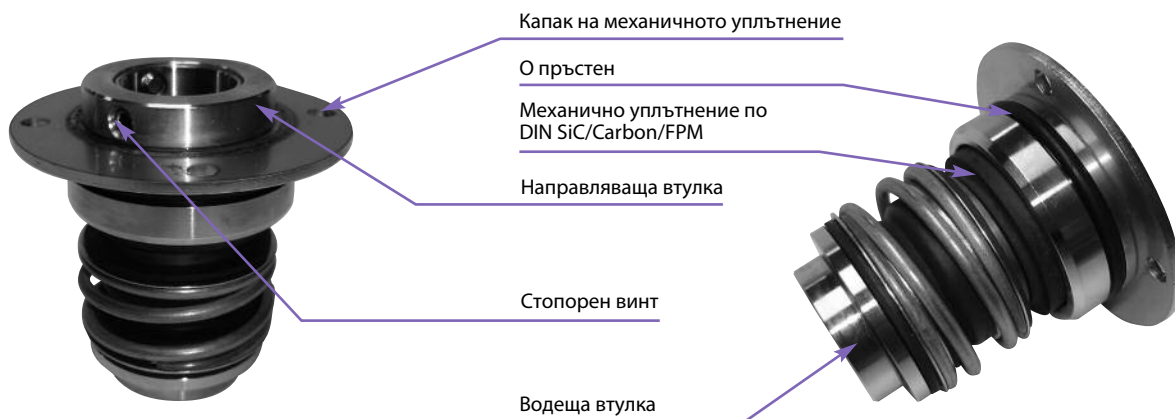 Капак на механичното уплътнение
О пръстен
Механично уплътнение по
DIN SiC/Carbon/FPM
Направляваща втулка
Стопорен винт
Водеща втулка